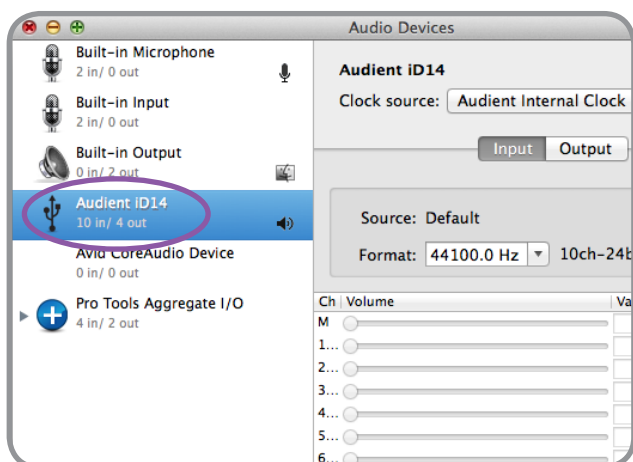 Audio Devices
Built-in Microphone
2 in/ 0 out
Built-in Input
2 in/ 0 out
Built-in Output
0 in/ 2 out
Audient iD14
10 in/ 4 out
Avid CoreAudio Device
0 in/ 0 out
Pro Tools Aggregate I/O
4 in/ 2 out
Audient iD14
Clock source: Audient Internal Clock
Input Output
Source: Default
Format: 44100.0 Hz 10ch-24b
Ch Volume Va
M
1...
2...
3...
4...
5...
6...